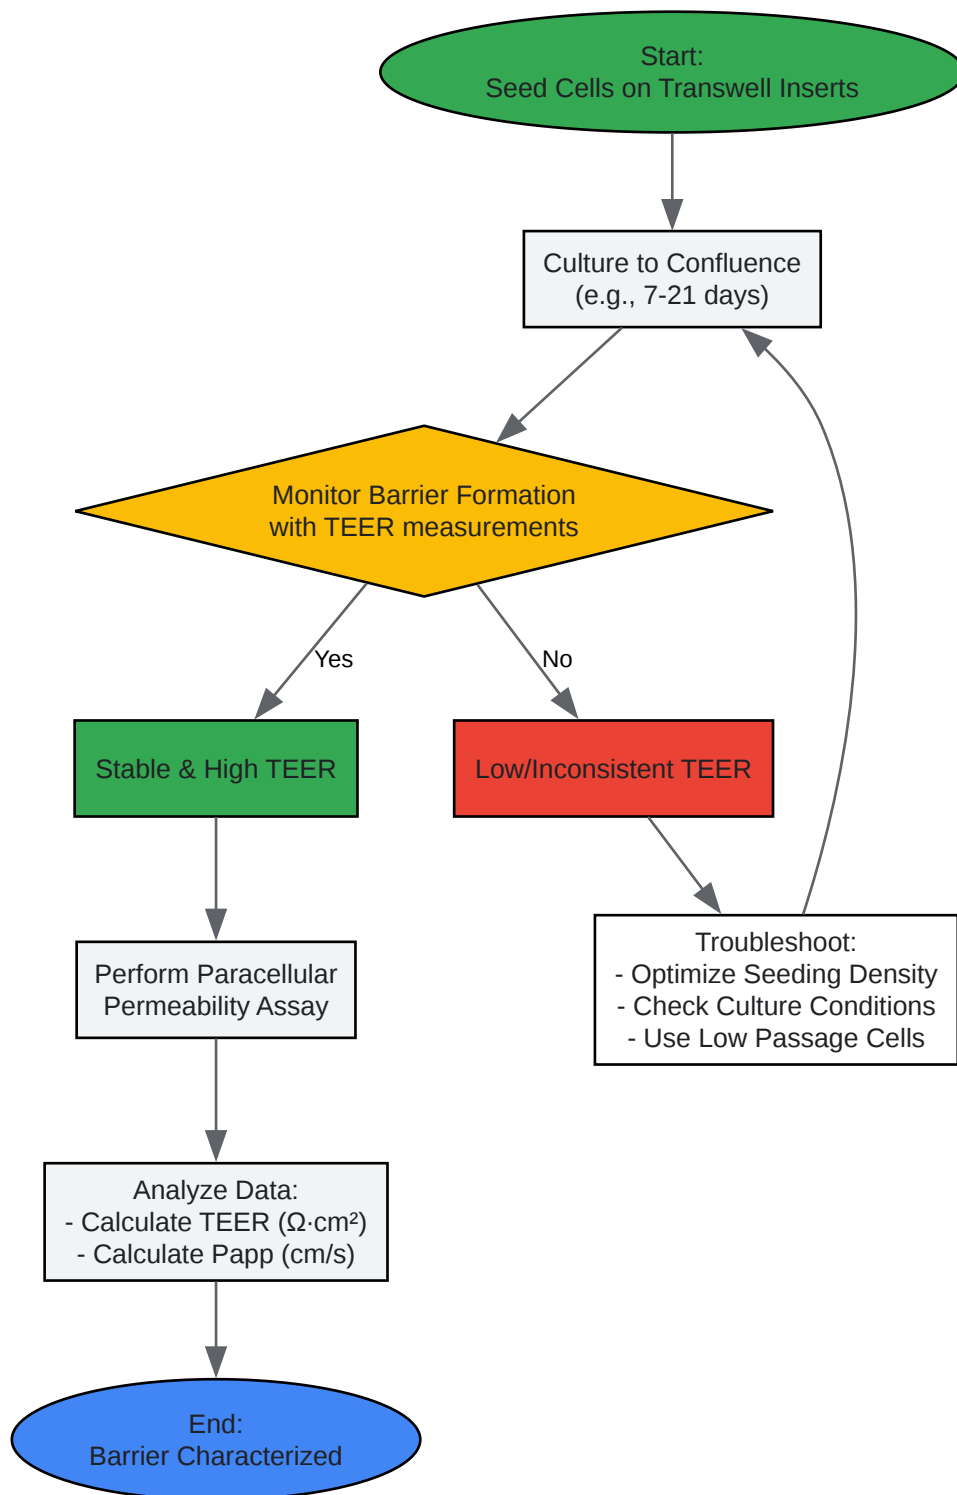 Start:
Seed Cells on Transwell Inserts
Culture to Confluence
(e.g., 7-21 days)
Monitor Barrier Formation
with TEER measurements
Yes
No
Stable & High TEER
Low/Inconsistent TEER
Troubleshoot:
- Optimize Seeding Density
- Check Culture Conditions
- Use Low Passage Cells
Perform Paracellular
Permeability Assay
Analyze Data:
- Calculate TEER (Ω·cm²)
- Calculate Papp (cm/s)
End:
Barrier Characterized